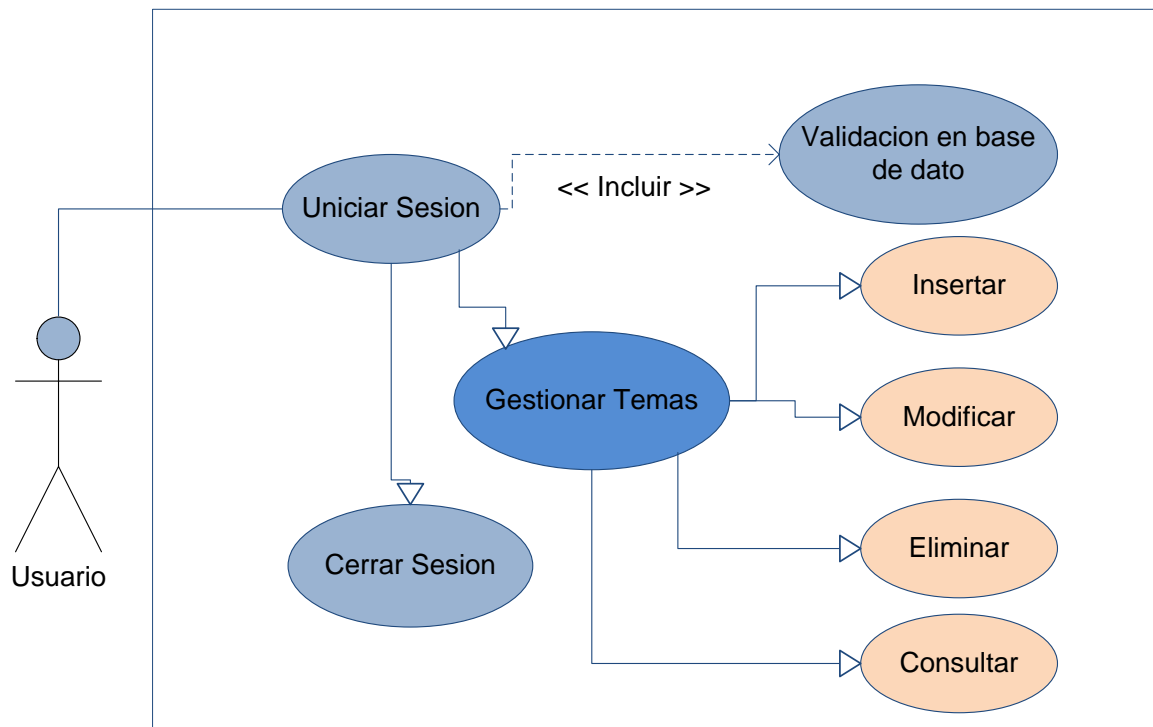 Validacion en base
de dato
<< Incluir >>
Uniciar Sesion
Insertar
Gestionar Temas
Modificar
Eliminar
Cerrar Sesion
Usuario
Consultar